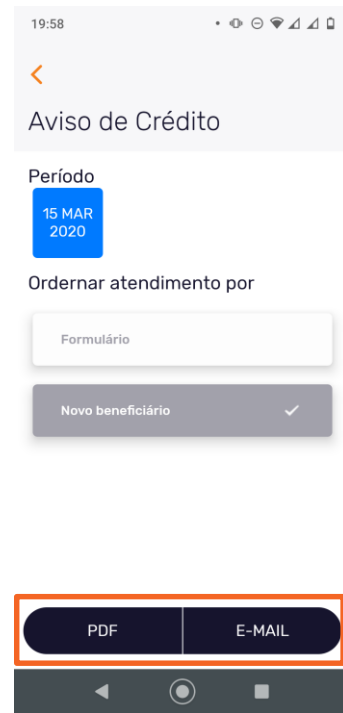 19:58
Aviso de Crédito
Período
15 MAR
2020
Ordernar atendimento por
Formulário
Novo beneficiário
PDF
E-MAIL